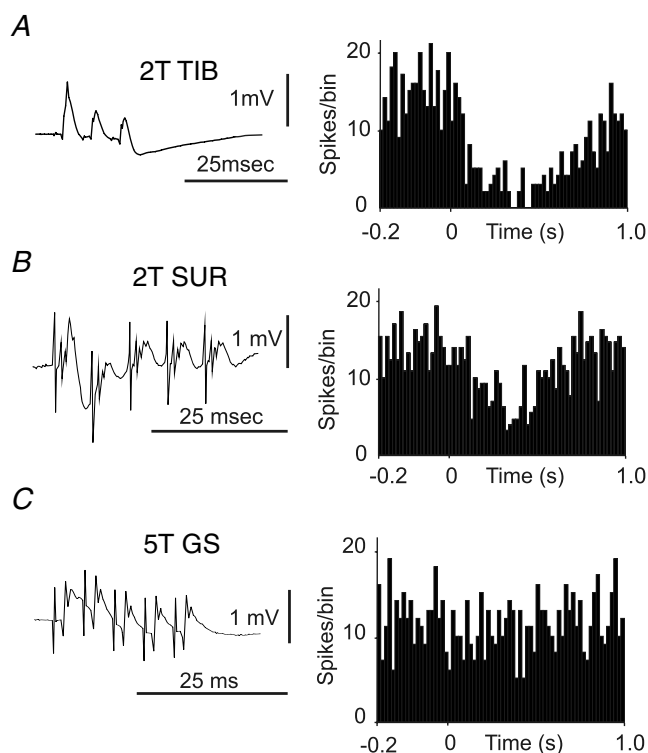 A
2T TIB
1mV
25msec
Spikes/bin
20
10
0
-0.2
0
Time (s)
1.0
B
2T SUR
1 mV
25 msec
Spikes/bin
20
10
0
-0.2
0
Time (s)
1.0
C
5T GS
1 mV
25 ms
Spikes/bin
20
10
0
-0.2
0
Time (s)
1.0